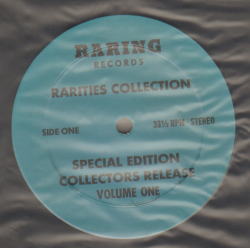 RARING
RECORDS
RARITIES COLLECTION
SIDE ONE
33⅓ RPM - STEREO
SPECIAL EDITION
COLLECTORS RELEASE
VOLUME ONE